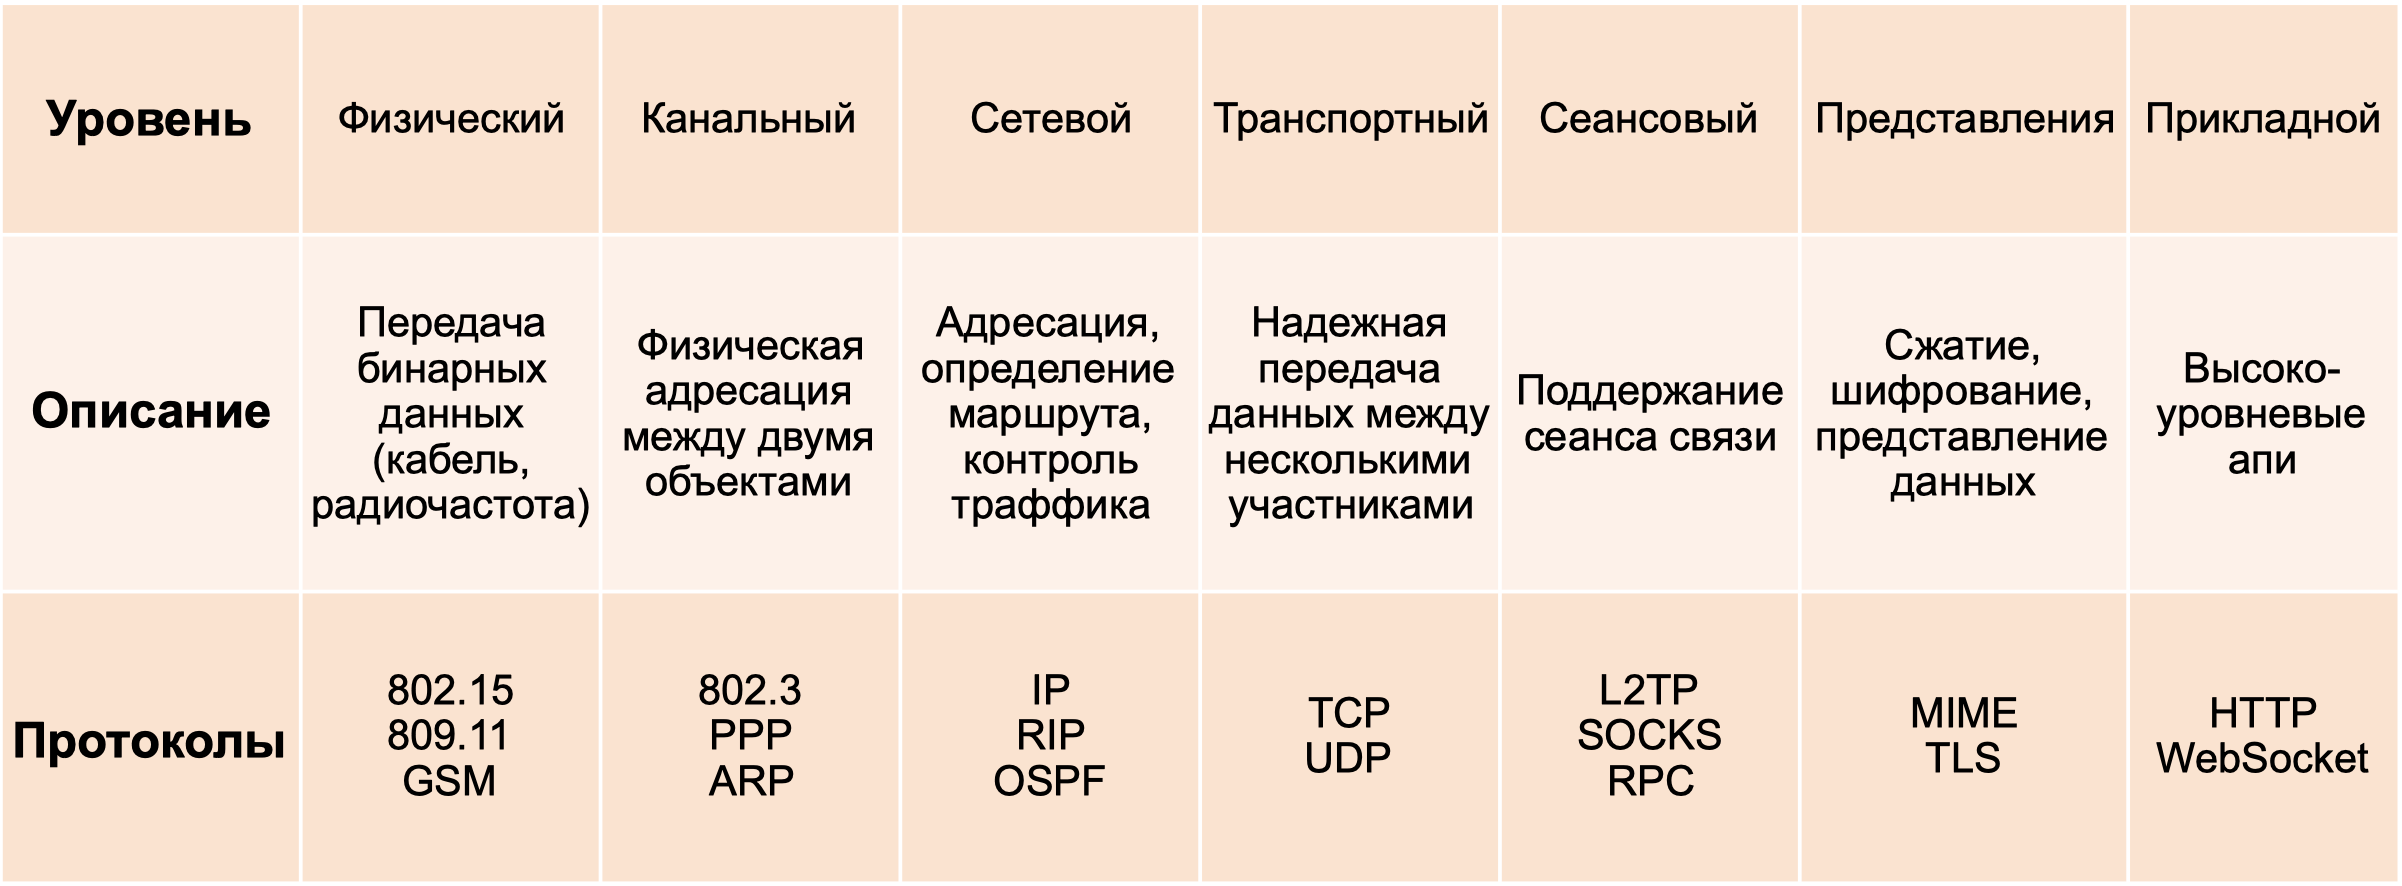 Уровень
Физический
Канальный
Сетевой
Транспортный
Сеансовый
Представления
Прикладной
Описание
Передача
бинарных
данных
(кабель,
радиочастота)
Физическая
адресация
между двумя
объектами
Адресация,
определение
маршрута,
контроль
траффика
Надежная
передача
данных между
несколькими
участниками
Поддержание
сеанса связи
Сжатие,
шифрование,
представление
данных
Высоко-
уровневые
апи
Протоколы
802.15
809.11
GSM
802.3
PPP
ARP
IP
RIP
OSPF
TCP
UDP
L2TP
SOCKS
RPC
MIME
TLS
HTTP
WebSocket